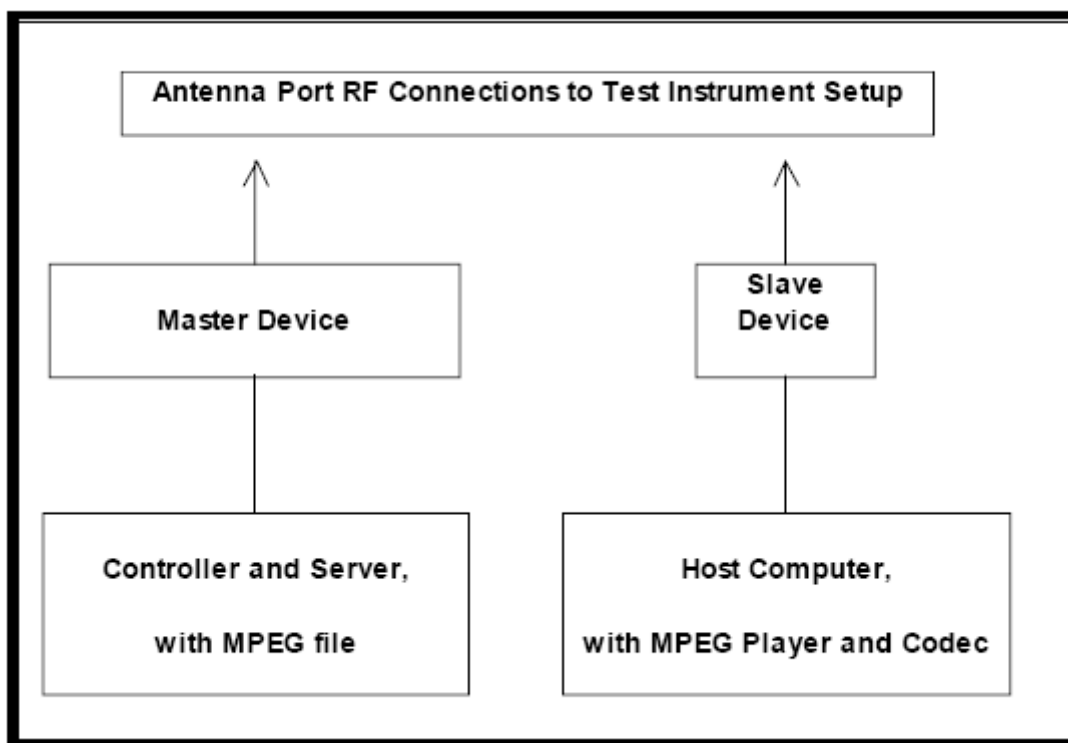 Antenna Port RF Connections to Test Instrument Setup
Master Device
Slave
Device
Controller and Server,
with MPEG file
Host Computer,
with MPEG Player and Codec